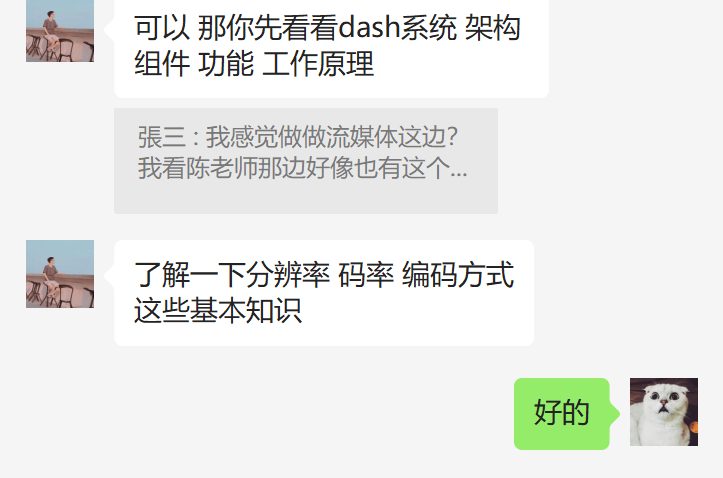 可以 那你先看看dash系统 架构
组件 功能 工作原理
張三 : 我感觉做做流媒体这边?
我看陈老师那边好像也有这个...
了解一下分辨率 码率 编码方式
这些基本知识
好的